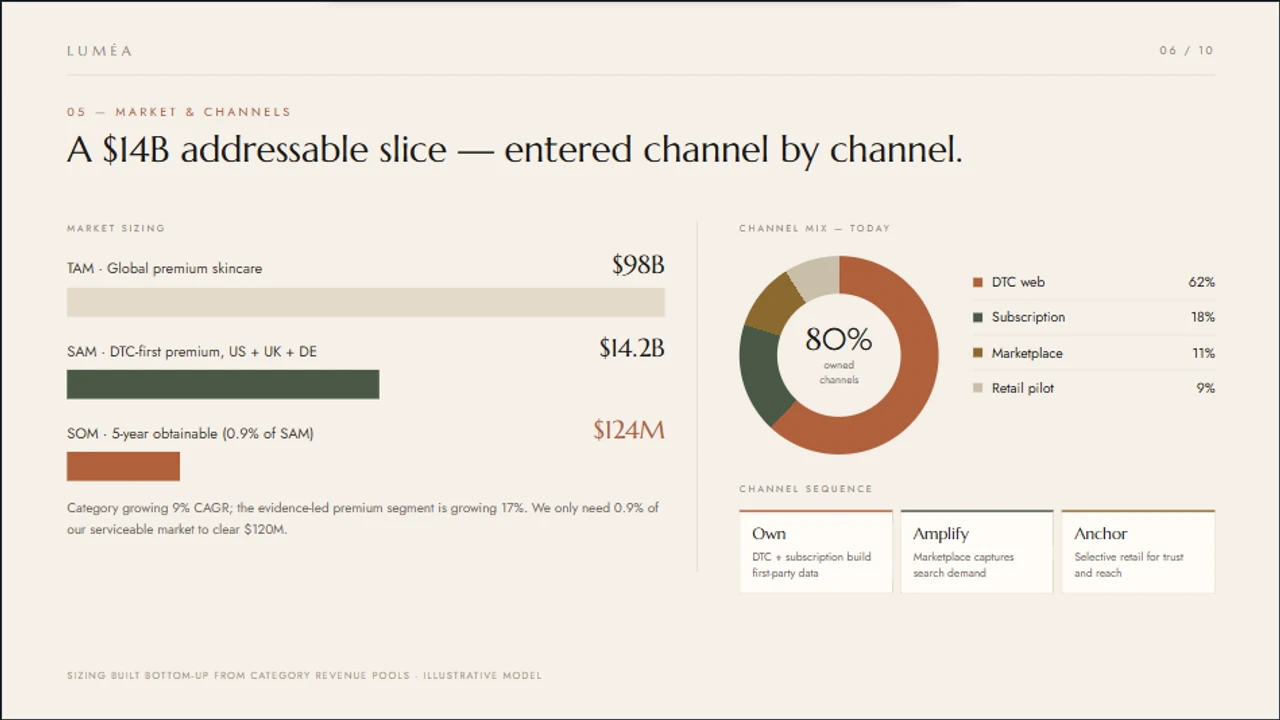 LUMÉA
06 / 10
05 — MARKET & CHANNELS
A $14B addressable slice — entered channel by channel.
MARKET SIZING
TAM · Global premium skincare
$98B
SAM · DTC-first premium, US + UK + DE
$14.2B
SOM · 5-year obtainable (0.9% of SAM)
$124M
Category growing 9% CAGR; the evidence-led premium segment is growing 17%. We only need 0.9% of
our serviceable market to clear $120M.
CHANNEL MIX — TODAY
80%
owned
channels
DTC web 62%
Subscription 18%
Marketplace 11%
Retail pilot 9%
CHANNEL SEQUENCE
Own
DTC + subscription build
first-party data
Amplify
Marketplace captures
search demand
Anchor
Selective retail for trust
and reach
SIZING BUILT BOTTOM-UP FROM CATEGORY REVENUE POOLS · ILLUSTRATIVE MODEL